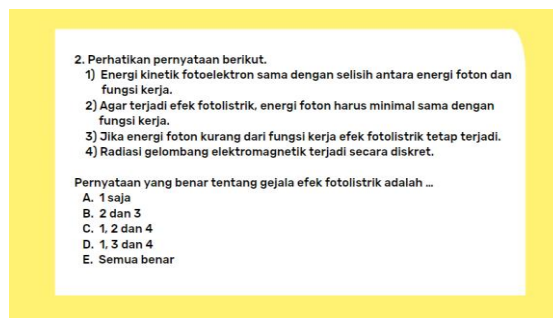 2. Perhatikan pernyataan berikut.
1) Energi kinetik fotoelektron sama dengan selisih antara energi foton dan
fungsi kerja.
2) Agar terjadi efek fotolistrik, energi foton harus minimal sama dengan
fungsi kerja.
3) Jika energi foton kurang dari fungsi kerja efek fotolistrik tetap terjadi.
4) Radiasi gelombang elektromagnetik terjadi secara diskret.
Pernyataan yang benar tentang gejala efek fotolistrik adalah ...
A. 1 saja
B. 2 dan 3
C. 1, 2 dan 4
D. 1, 3 dan 4
E. Semua benar